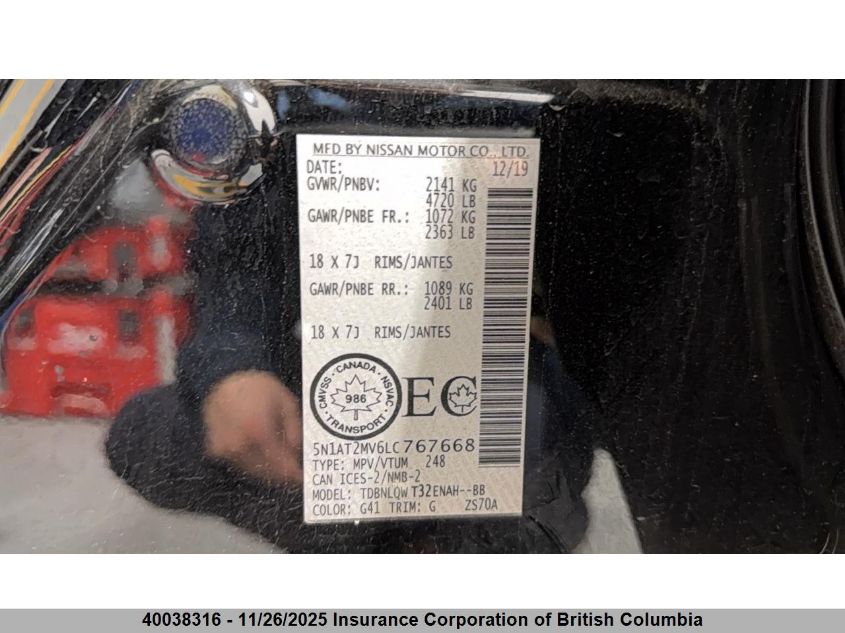 MFD BY NISSAN MOTOR CO., LTD.
DATE: 12/19
GVWR/PNBV: 2141 KG
4720 LB
GAWR/PNBE FR.: 1072 KG
2363 LB
18 X 7J RIMS/JANTES
GAWR/PNBE RR.: 1089 KG
2401 LB
18 X 7J RIMS/JANTES
CANADA
CMVSS NSVAC
986
TRANSPORT
EC
5N1AT2MV6LC767668
TYPE: MPV/VTUM 248
CAN ICES-2/NMB-2
MODEL: TDBNLQW T32ENAH--BB
COLOR: G41 TRIM: G ZS70A
40038316 - 11/26/2025 Insurance Corporation of British Columbia